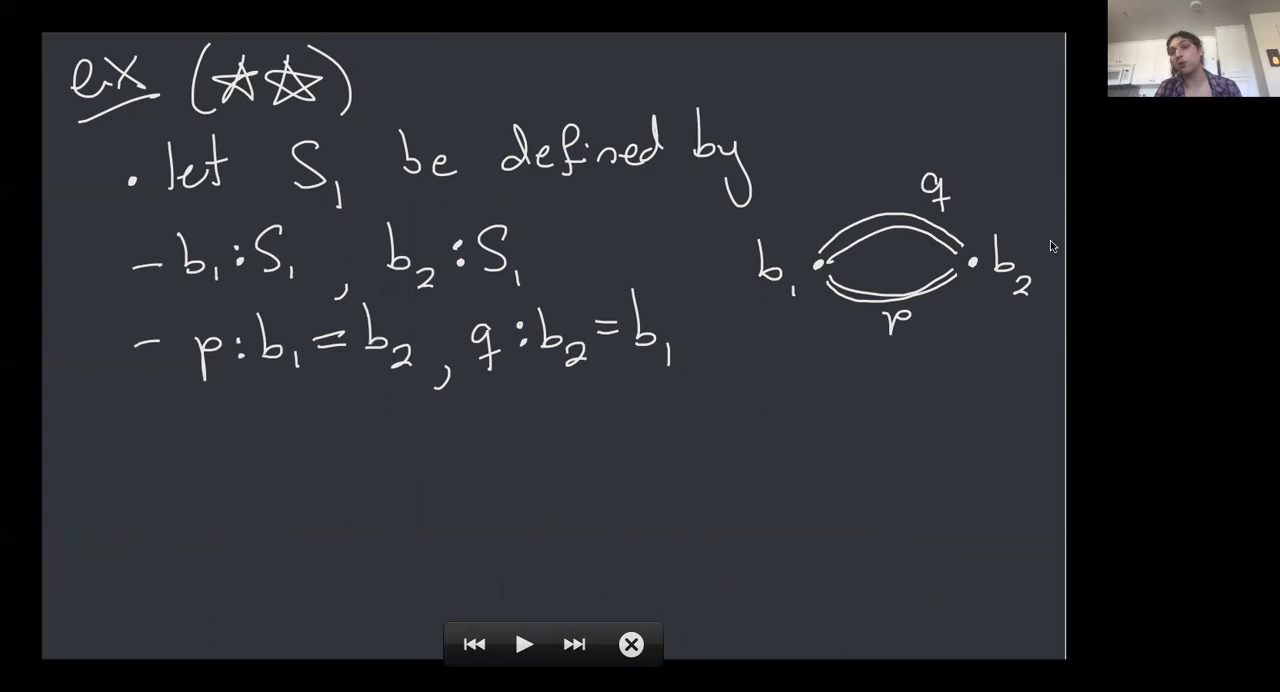 ex (☆☆)
• let S₁ be defined by
– b₁ : S₁ , b₂ : S₁
– p : b₁ = b₂ , q : b₂ = b₁
q
b₁
b₂
p